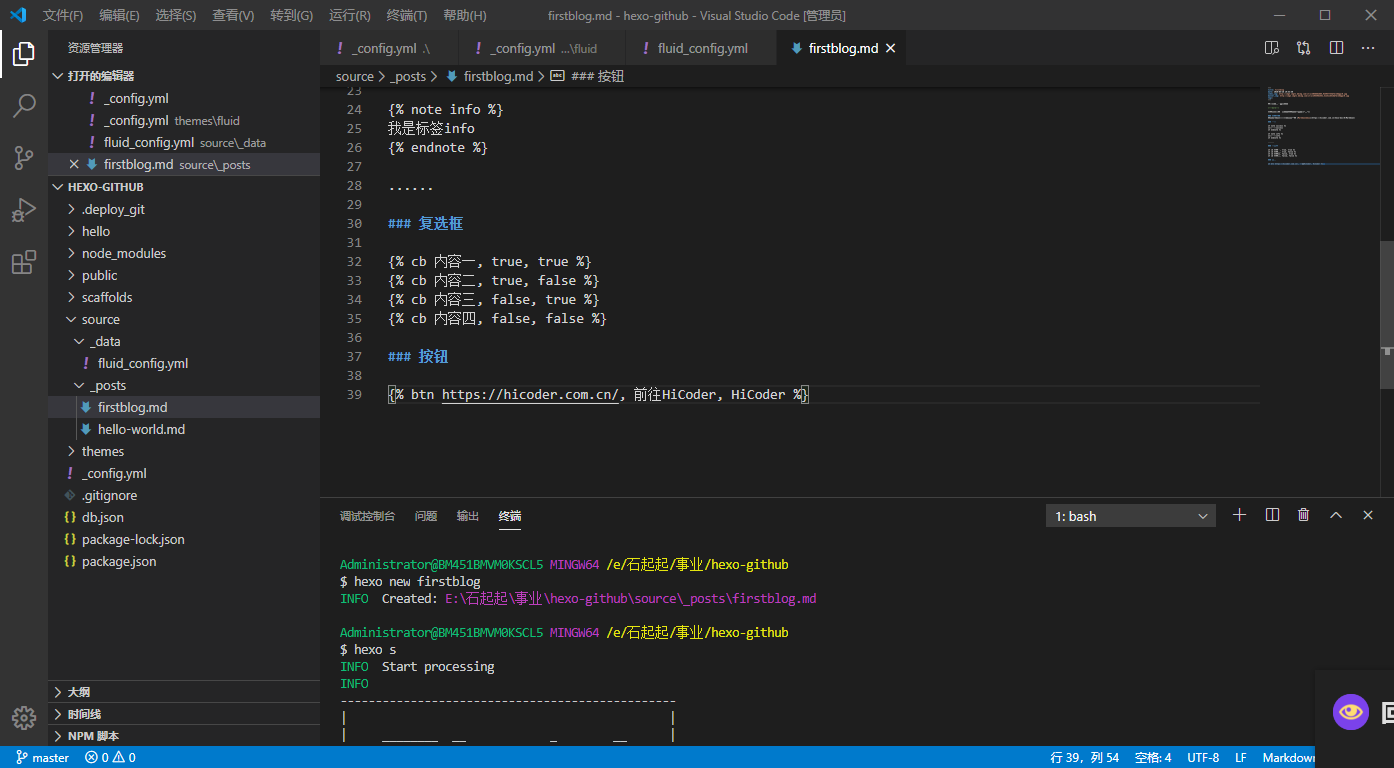 文件(F) 编辑(E) 选择(S) 查看(V) 转到(G) 运行(R) 终端(T) 帮助(H) firstblog.md - hexo-github - Visual Studio Code [管理员]
资源管理器
打开的编辑器
_config.yml
_config.yml themes\fluid
fluid_config.yml source\_data
firstblog.md source\_posts
HEXO-GITHUB
.deploy_git
hello
node_modules
public
scaffolds
source
_data
fluid_config.yml
_posts
firstblog.md
hello-world.md
themes
_config.yml
.gitignore
db.json
package-lock.json
package.json
大纲
时间线
NPM 脚本
_config.yml .\ _config.yml ...\fluid fluid_config.yml firstblog.md
source > _posts > firstblog.md > ### 按钮
23
24 {% note info %}
25 我是标签info
26 {% endnote %}
27
28 ......
29
30 ### 复选框
31
32 {% cb 内容一, true, true %}
33 {% cb 内容二, true, false %}
34 {% cb 内容三, false, true %}
35 {% cb 内容四, false, false %}
36
37 ### 按钮
38
39 {% btn https://hicoder.com.cn/, 前往HiCoder, HiCoder %}
调试控制台 问题 输出 终端 1: bash
Administrator@BM451BMVM0KSCL5 MINGW64 /e/石起起/事业/hexo-github
$ hexo new firstblog
INFO Created: E:\石起起\事业\hexo-github\source\_posts\firstblog.md
Administrator@BM451BMVM0KSCL5 MINGW64 /e/石起起/事业/hexo-github
$ hexo s
INFO Start processing
INFO
master 0 0 行 39，列 54 空格: 4 UTF-8 LF Markdown